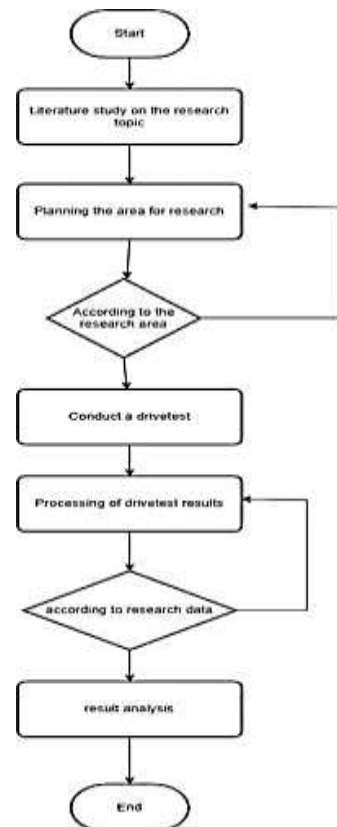 Start
Literature study on the research
topic
Planning the area for research
According to the
research area
Conduct a drivetest
Processing of drivetest results
according to research data
result analysis
End